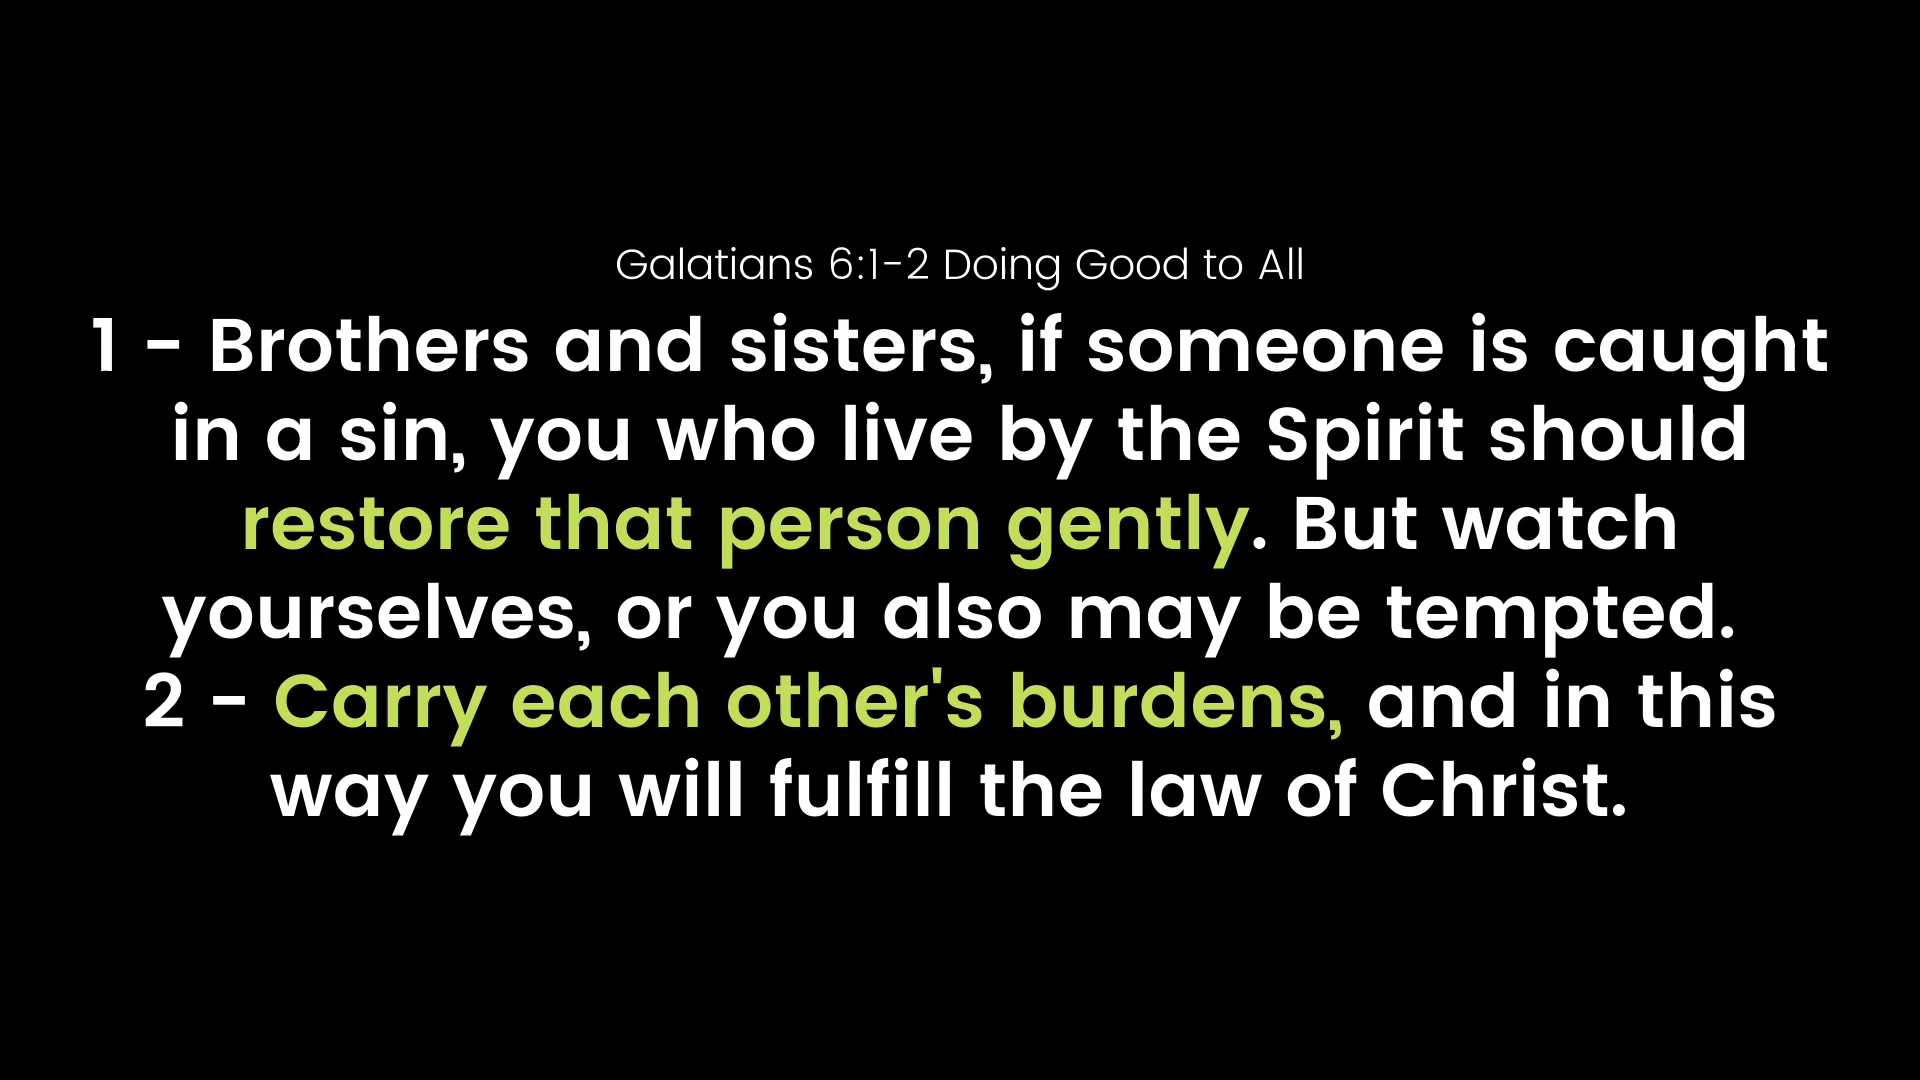 Galatians 6:1-2 Doing Good to All
1 - Brothers and sisters, if someone is caught
in a sin, you who live by the Spirit should
restore that person gently. But watch
yourselves, or you also may be tempted.
2 - Carry each other's burdens, and in this
way you will fulfill the law of Christ.